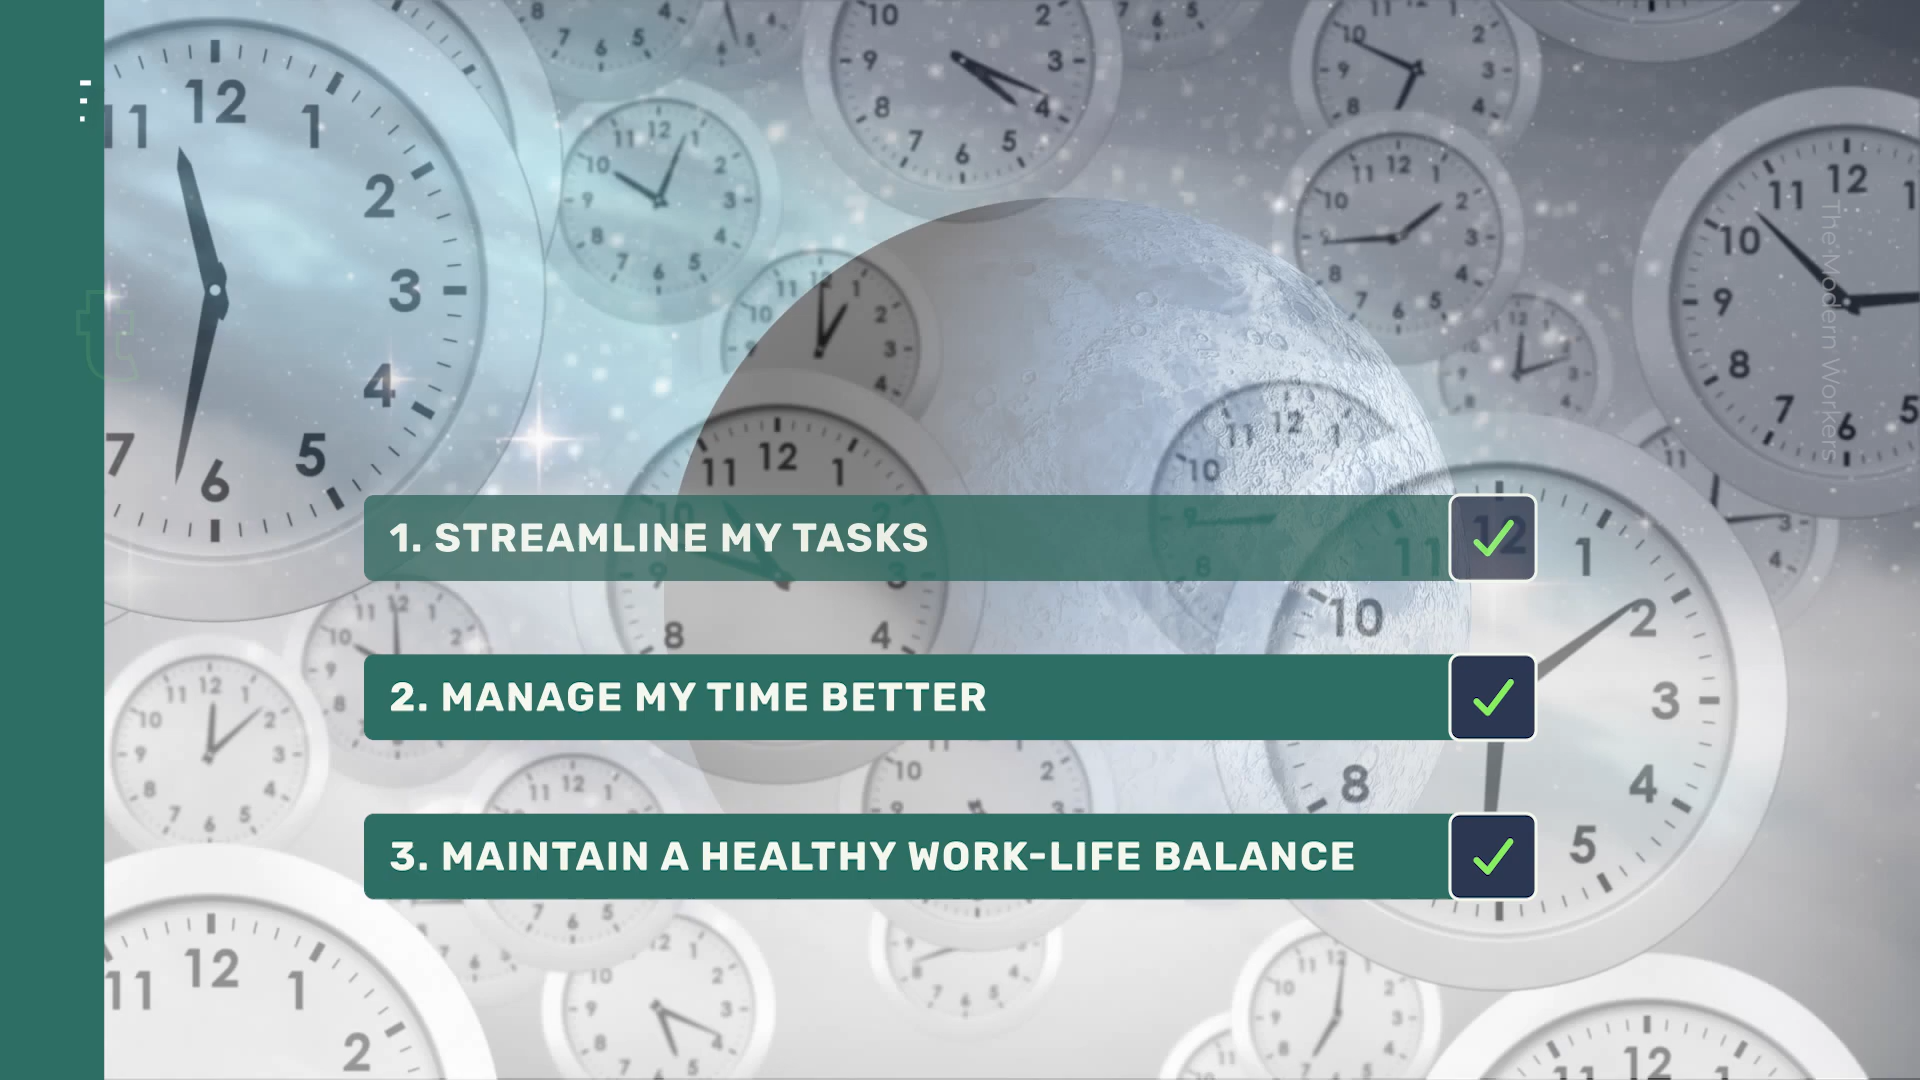 1. STREAMLINE MY TASKS
2. MANAGE MY TIME BETTER
3. MAINTAIN A HEALTHY WORK-LIFE BALANCE
The Modern Workers
t